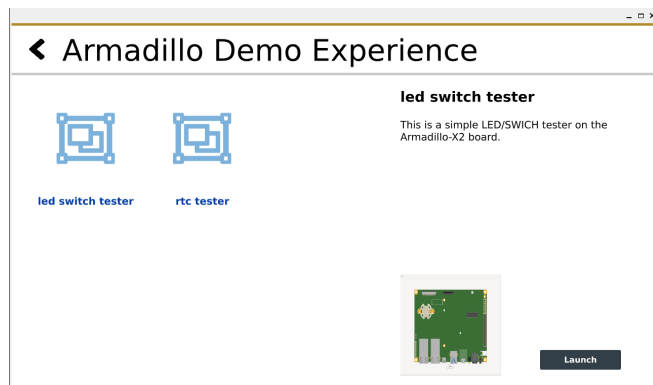 Armadillo Demo Experience
led switch tester
This is a simple LED/SWICH tester on the
Armadillo-X2 board.
led switch tester
rtc tester
Launch